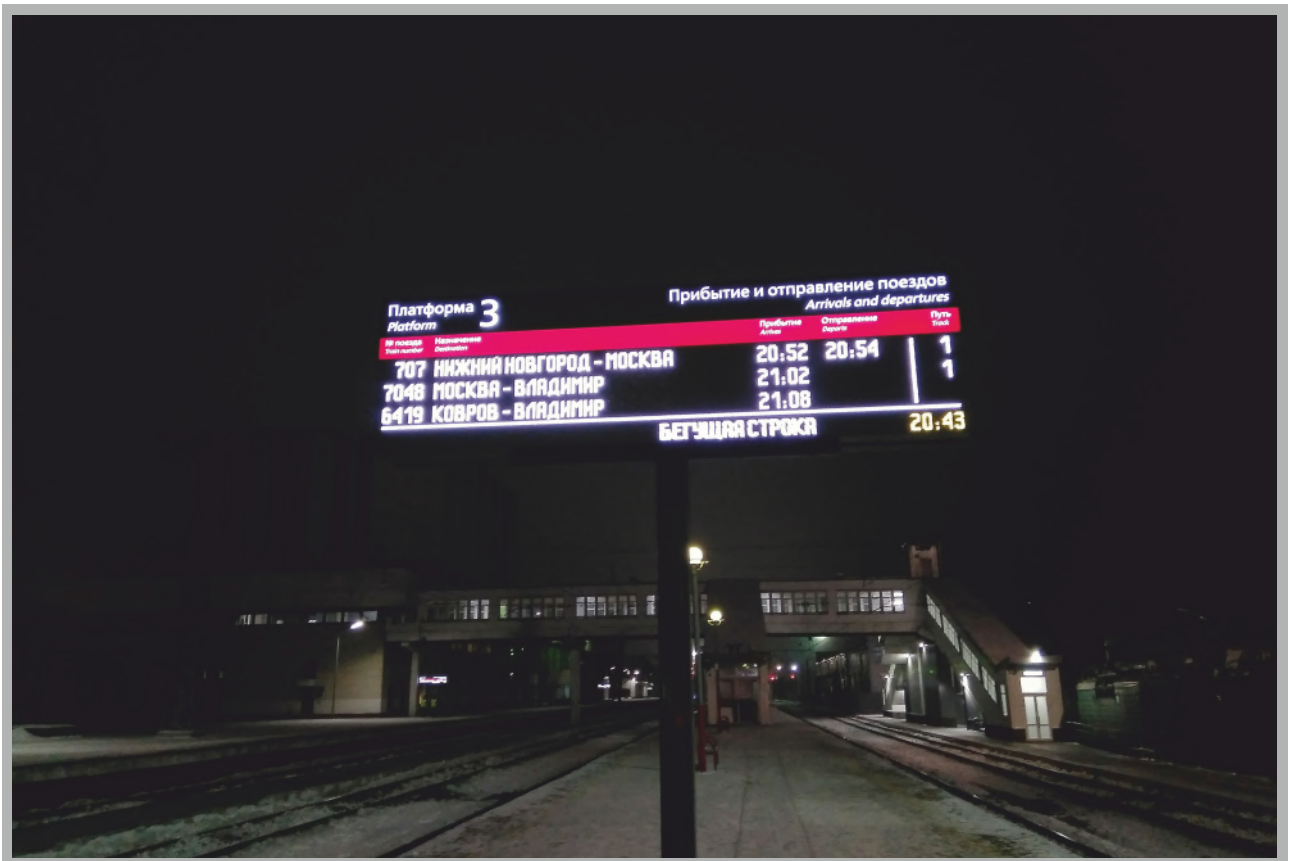 Платформа 3
Platform
Прибытие и отправление поездов
Arrivals and departures
№ поезда Назначение Прибытие Отправление Путь
Train number Destination Arrives Departs Track
707 НИЖНИЙ НОВГОРОД - МОСКВА 20:52 20:54 1
7048 МОСКВА - ВЛАДИМИР 21:02 1
6419 КОВРОВ - ВЛАДИМИР 21:08
БЕГУЩАЯ СТРОКА 20:43